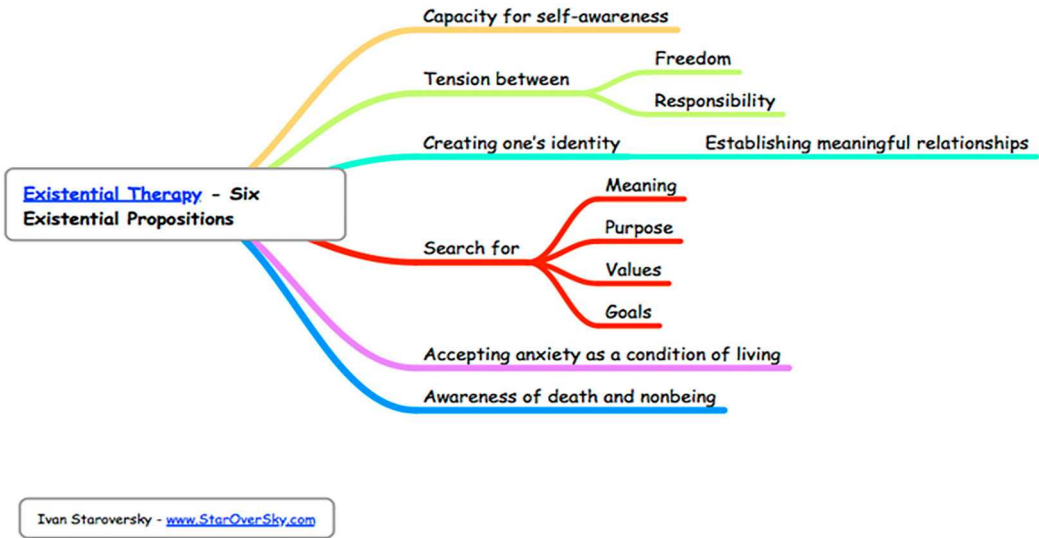 Capacity for self-awareness
Tension between
Freedom
Responsibility
Creating one's identity
Establishing meaningful relationships
Existential Therapy - Six
Existential Propositions
Search for
Meaning
Purpose
Values
Goals
Accepting anxiety as a condition of living
Awareness of death and nonbeing
Ivan Staroversky - www.StarOverSky.com